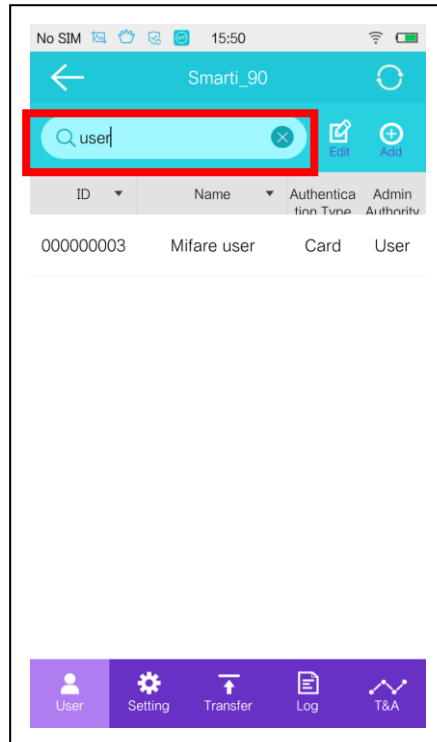 No SIM 15:50
Smarti_90
user
Edit Add
ID Name Authentica Admin
tion Type Authority
000000003 Mifare user Card User
User Setting Transfer Log T&A